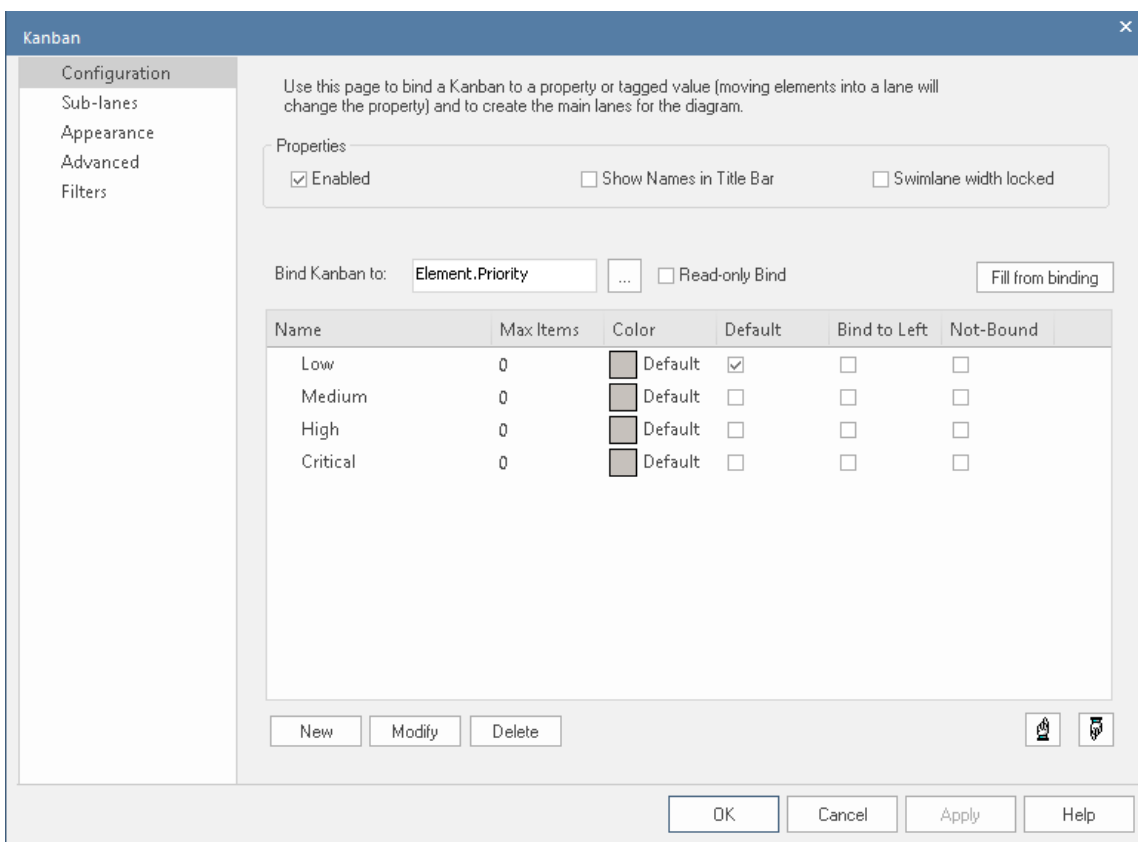 Kanban
Configuration
Sub-lanes
Appearance
Advanced
Filters
Use this page to bind a Kanban to a property or tagged value (moving elements into a lane will
change the property) and to create the main lanes for the diagram.
Properties
Enabled Show Names in Title Bar Swimlane width locked
Bind Kanban to: Element.Priority ... Read-only Bind Fill from binding
Name Max Items Color Default Bind to Left Not-Bound
Low 0 Default
Medium 0 Default
High 0 Default
Critical 0 Default
New Modify Delete
OK Cancel Apply Help